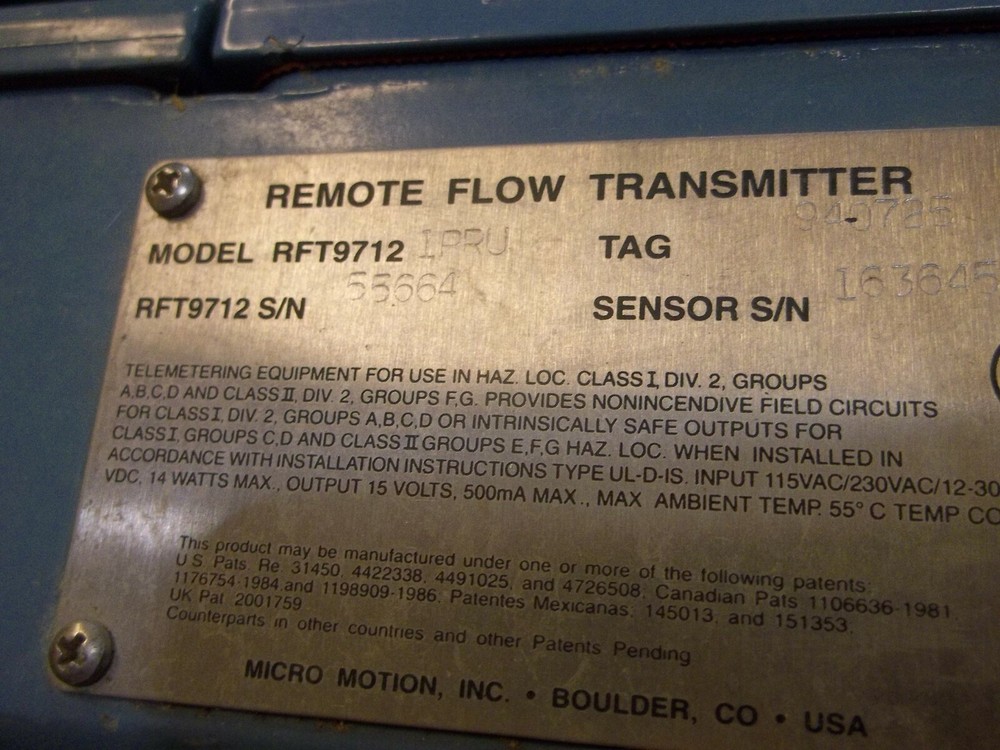 REMOTE FLOW TRANSMITTER
MODEL RFT9712 1PRU TAG 940725
RFT9712 S/N 55664 SENSOR S/N 163645
TELEMETERING EQUIPMENT FOR USE IN HAZ. LOC. CLASS I, DIV. 2, GROUPS
A,B,C,D AND CLASS II, DIV. 2, GROUPS F,G. PROVIDES NONINCENDIVE FIELD CIRCUITS
FOR CLASS I, DIV. 2, GROUPS A,B,C,D OR INTRINSICALLY SAFE OUTPUTS FOR
CLASS I, GROUPS C,D AND CLASS II GROUPS E,F,G HAZ. LOC. WHEN INSTALLED IN
ACCORDANCE WITH INSTALLATION INSTRUCTIONS TYPE UL-D-IS. INPUT 115VAC/230VAC/12-30
VDC, 14 WATTS MAX., OUTPUT 15 VOLTS, 500mA MAX., MAX AMBIENT TEMP. 55° C TEMP CO
This product may be manufactured under one or more of the following patents:
U.S. Pats. Re 31450, 4422338, 4491025, and 4726508; Canadian Pats 1106636-1981,
1176754-1984,and 1198909-1986; Patentes Mexicanas; 145013, and 151353;
UK Pat. 2001759
Counterparts in other countries and other Patents Pending
MICRO MOTION, INC. • BOULDER, CO • USA